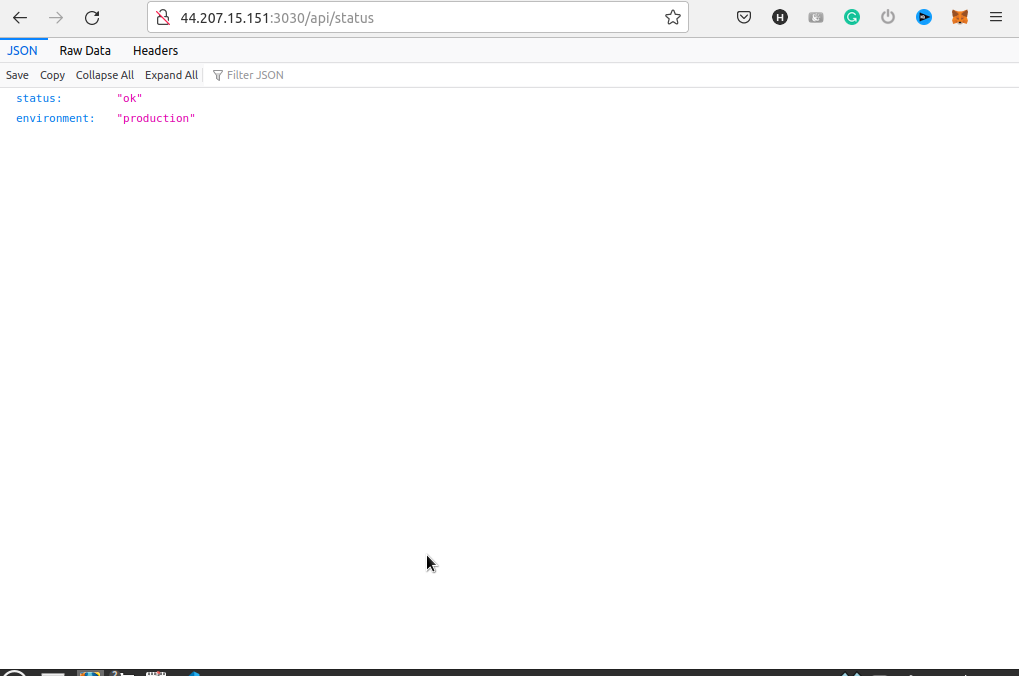 44.207.15.151:3030/api/status
JSON Raw Data Headers
Save Copy Collapse All Expand All Filter JSON
status: "ok"
environment: "production"